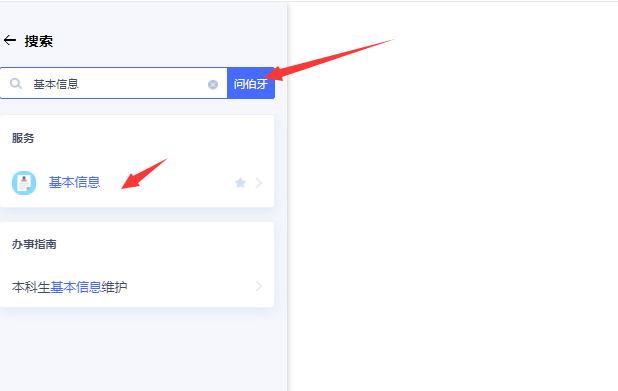 搜索
基本信息
问伯牙
服务
基本信息
办事指南
本科生基本信息维护